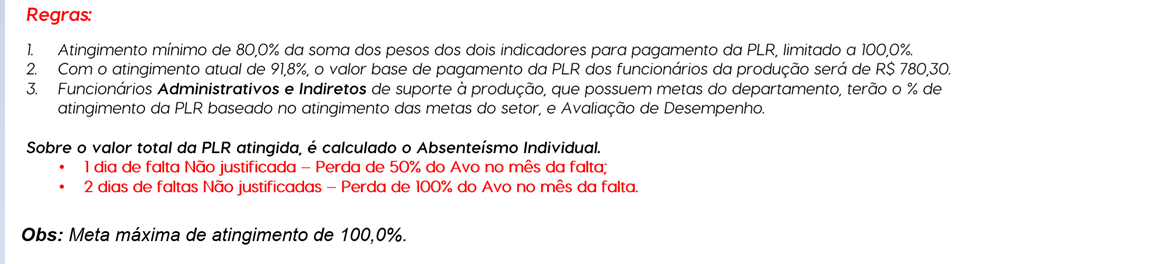 Regras:
1. Atingimento mínimo de 80,0% da soma dos pesos dos dois indicadores para pagamento da PLR, limitado a 100,0%.
2. Com o atingimento atual de 91,8%, o valor base de pagamento da PLR dos funcionários da produção será de R$ 780,30.
3. Funcionários Administrativos e Indiretos de suporte à produção, que possuem metas do departamento, terão o % de
atingimento da PLR baseado no atingimento das metas do setor, e Avaliação de Desempenho.
Sobre o valor total da PLR atingida, é calculado o Absenteísmo Individual.
• 1 dia de falta Não justificada – Perda de 50% do Avo no mês da falta;
• 2 dias de faltas Não justificadas – Perda de 100% do Avo no mês da falta.
Obs: Meta máxima de atingimento de 100,0%.